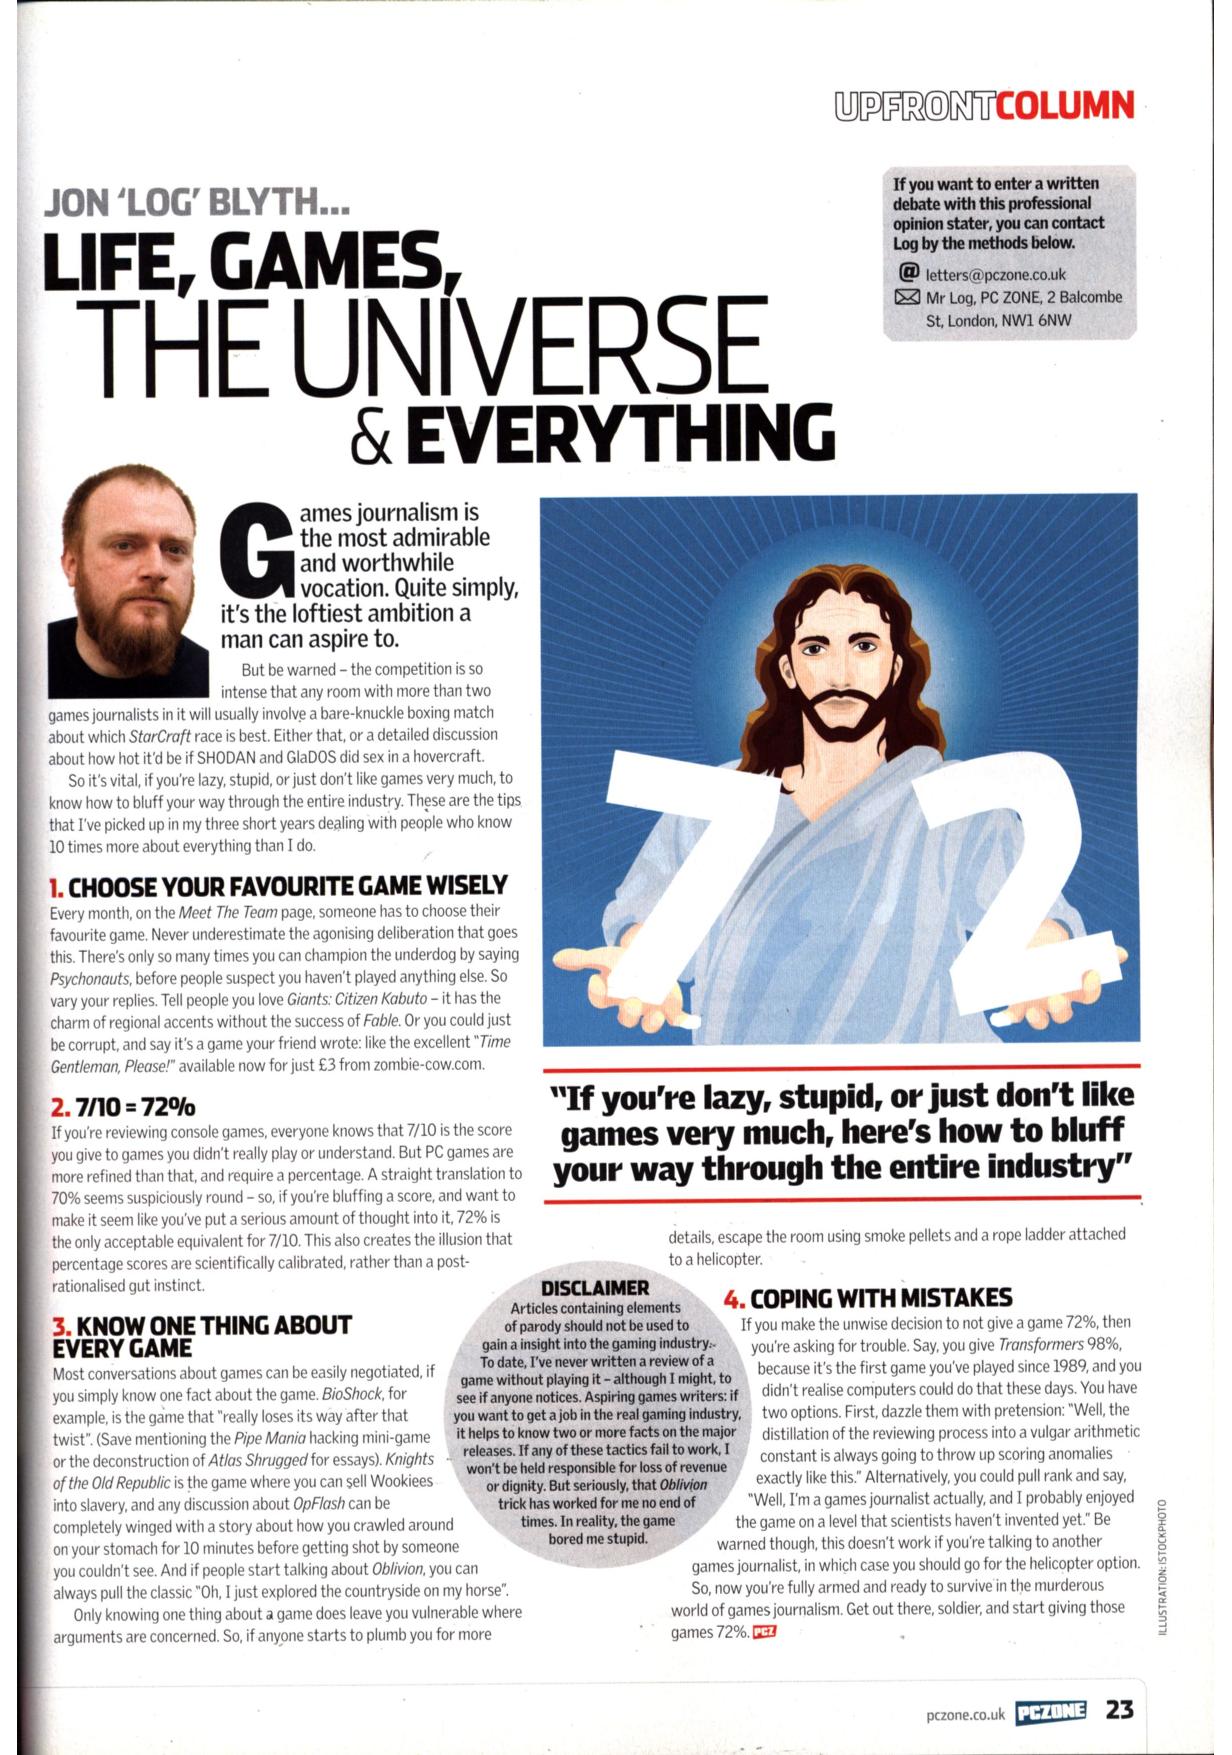 UPFRONTCOLUMN
If you want to enter a written
debate with this professional
opinion stater, you can contact
Log by the methods below.
@ letters@pczone.co.uk
Mr Log, PC ZONE, 2 Balcombe
St, London, NW1 6NW
JON 'LOG' BLYTH...
LIFE, GAMES,
THE UNIVERSE
& EVERYTHING
Games journalism is
the most admirable
and worthwhile
vocation. Quite simply,
it's the loftiest ambition a
man can aspire to.
But be warned – the competition is so
intense that any room with more than two
games journalists in it will usually involve a bare-knuckle boxing match
about which StarCraft race is best. Either that, or a detailed discussion
about how hot it'd be if SHODAN and GlaDOS did sex in a hovercraft.
So it's vital, if you're lazy, stupid, or just don't like games very much, to
know how to bluff your way through the entire industry. These are the tips
that I've picked up in my three short years dealing with people who know
10 times more about everything than I do.
1. CHOOSE YOUR FAVOURITE GAME WISELY
Every month, on the Meet The Team page, someone has to choose their
favourite game. Never underestimate the agonising deliberation that goes
this. There's only so many times you can champion the underdog by saying
Psychonauts, before people suspect you haven't played anything else. So
vary your replies. Tell people you love Giants: Citizen Kabuto – it has the
charm of regional accents without the success of Fable. Or you could just
be corrupt, and say it's a game your friend wrote: like the excellent "Time
Gentleman, Please!" available now for just £3 from zombie-cow.com.
2. 7/10 = 72%
If you're reviewing console games, everyone knows that 7/10 is the score
you give to games you didn't really play or understand. But PC games are
more refined than that, and require a percentage. A straight translation to
70% seems suspiciously round – so, if you're bluffing a score, and want to
make it seem like you've put a serious amount of thought into it, 72% is
the only acceptable equivalent for 7/10. This also creates the illusion that
percentage scores are scientifically calibrated, rather than a post-
rationalised gut instinct.
3. KNOW ONE THING ABOUT
EVERY GAME
Most conversations about games can be easily negotiated, if
you simply know one fact about the game. BioShock, for
example, is the game that "really loses its way after that
twist". (Save mentioning the Pipe Mania hacking mini-game
or the deconstruction of Atlas Shrugged for essays). Knights
of the Old Republic is the game where you can sell Wookiees
into slavery, and any discussion about OpFlash can be
completely winged with a story about how you crawled around
on your stomach for 10 minutes before getting shot by someone
you couldn't see. And if people start talking about Oblivion, you can
always pull the classic "Oh, I just explored the countryside on my horse".
Only knowing one thing about a game does leave you vulnerable where
arguments are concerned. So, if anyone starts to plumb you for more
72
"If you're lazy, stupid, or just don't like
games very much, here's how to bluff
your way through the entire industry"
details, escape the room using smoke pellets and a rope ladder attached
to a helicopter.
DISCLAIMER
Articles containing elements
of parody should not be used to
gain a insight into the gaming industry.
To date, I've never written a review of a
game without playing it – although I might, to
see if anyone notices. Aspiring games writers: if
you want to get a job in the real gaming industry,
it helps to know two or more facts on the major
releases. If any of these tactics fail to work, I
won't be held responsible for loss of revenue
or dignity. But seriously, that Oblivion
trick has worked for me no end of
times. In reality, the game
bored me stupid.
4. COPING WITH MISTAKES
If you make the unwise decision to not give a game 72%, then
you're asking for trouble. Say, you give Transformers 98%,
because it's the first game you've played since 1989, and you
didn't realise computers could do that these days. You have
two options. First, dazzle them with pretension: "Well, the
distillation of the reviewing process into a vulgar arithmetic
constant is always going to throw up scoring anomalies
exactly like this." Alternatively, you could pull rank and say,
"Well, I'm a games journalist actually, and I probably enjoyed
the game on a level that scientists haven't invented yet." Be
warned though, this doesn't work if you're talking to another
games journalist, in which case you should go for the helicopter option.
So, now you're fully armed and ready to survive in the murderous
world of games journalism. Get out there, soldier, and start giving those
games 72%. PCZ
ILLUSTRATION: ISTOCKPHOTO
pczone.co.uk PCZONE 23